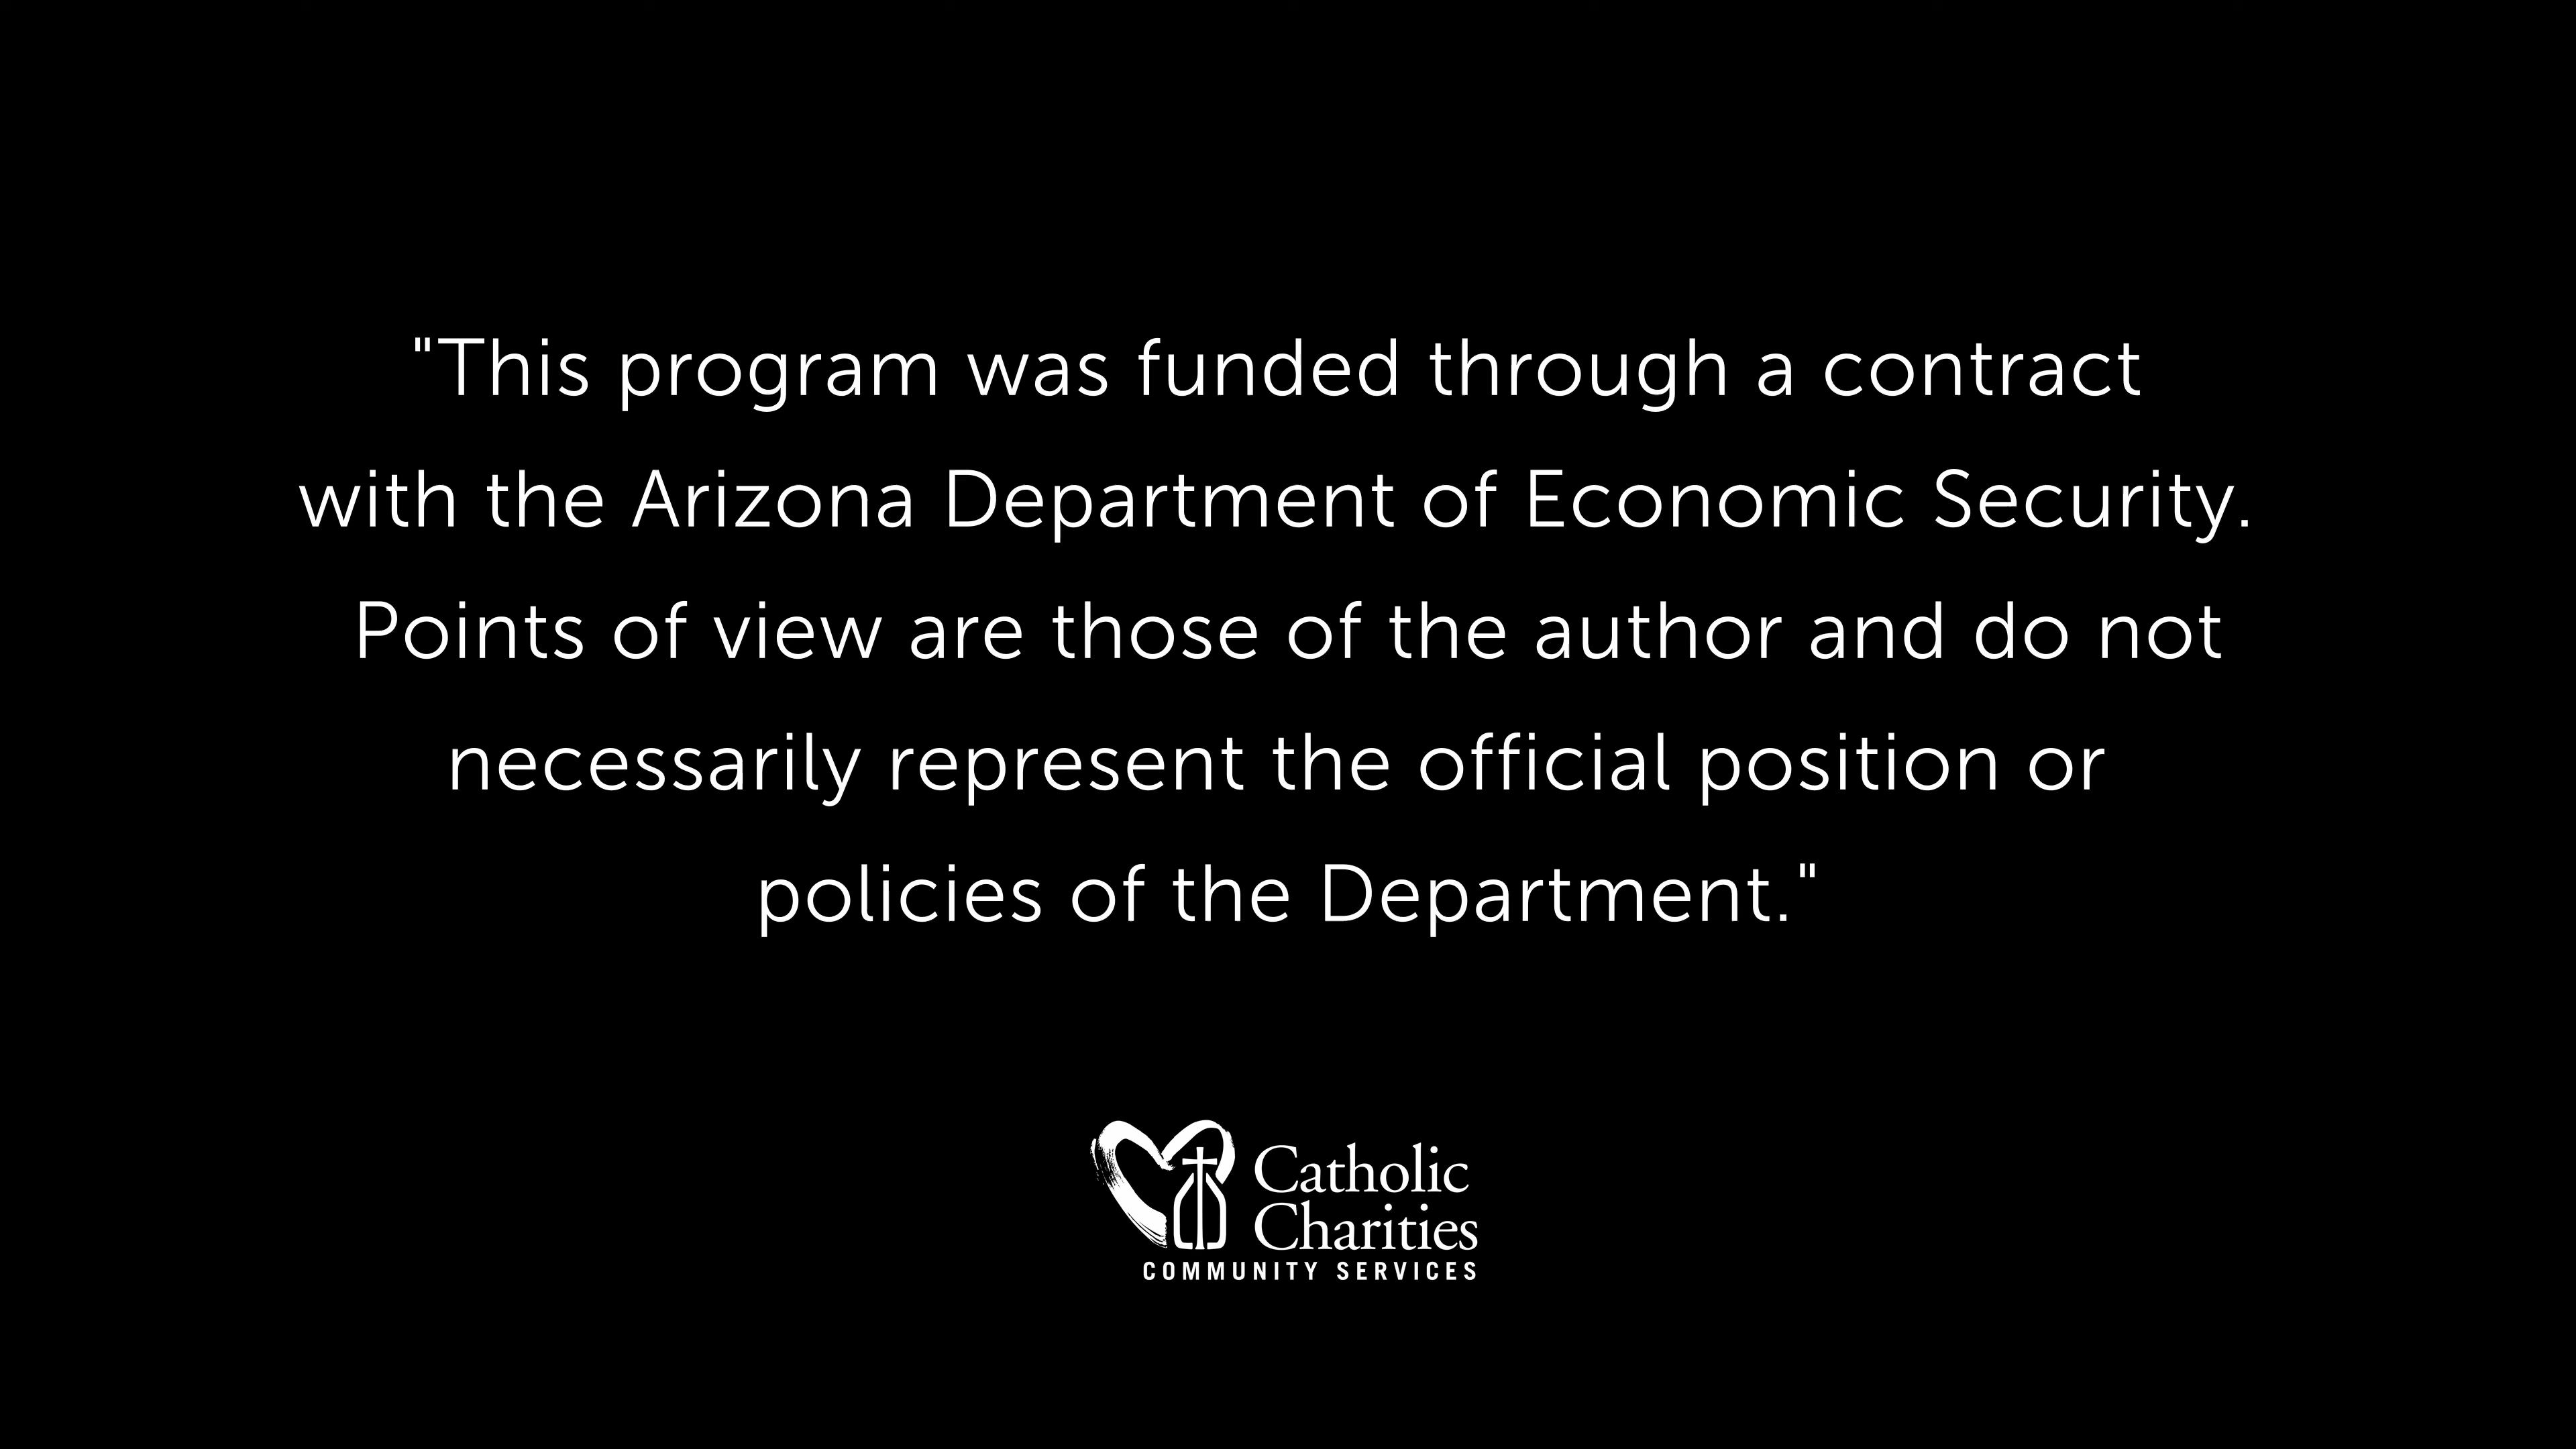 "This program was funded through a contract
with the Arizona Department of Economic Security.
Points of view are those of the author and do not
necessarily represent the official position or
policies of the Department."
Catholic
Charities
COMMUNITY SERVICES